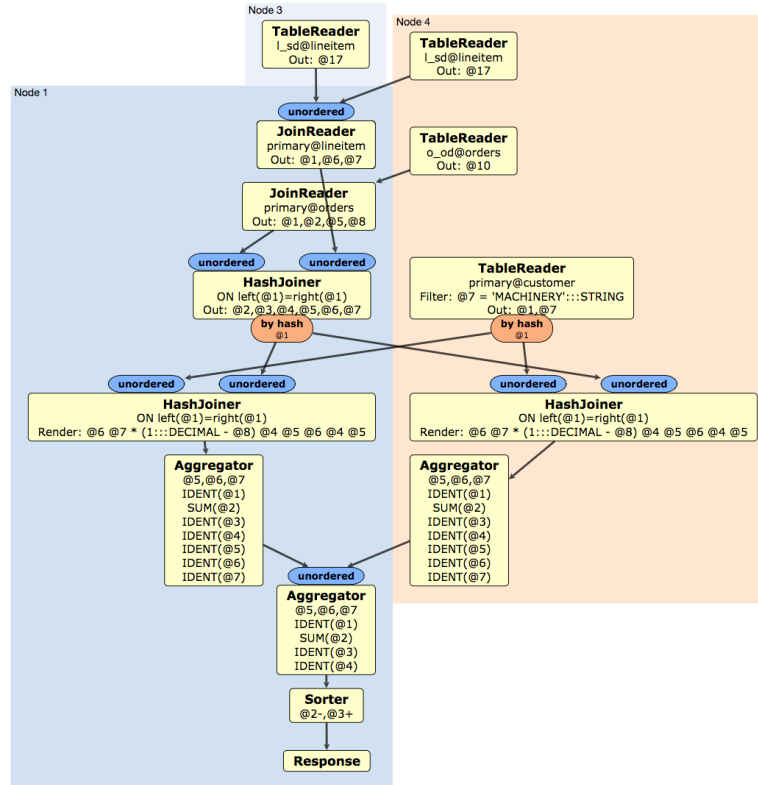 Node 3
TableReader
l_sd@lineitem
Out: @17
Node 4
TableReader
l_sd@lineitem
Out: @17
Node 1
unordered
JoinReader
primary@lineitem
Out: @1,@6,@7
TableReader
o_od@orders
Out: @10
JoinReader
primary@orders
Out: @1,@2,@5,@8
unordered
unordered
HashJoiner
ON left(@1)=right(@1)
Out: @2,@3,@4,@5,@6,@7
by hash
@1
TableReader
primary@customer
Filter: @7 = 'MACHINERY':::STRING
Out: @1,@7
by hash
@1
unordered
unordered
HashJoiner
ON left(@1)=right(@1)
Render: @6 @7 * (1:::DECIMAL - @8) @4 @5 @6 @4 @5
unordered
unordered
HashJoiner
ON left(@1)=right(@1)
Render: @6 @7 * (1:::DECIMAL - @8) @4 @5 @6 @4 @5
Aggregator
@5,@6,@7
IDENT(@1)
SUM(@2)
IDENT(@3)
IDENT(@4)
IDENT(@5)
IDENT(@6)
IDENT(@7)
Aggregator
@5,@6,@7
IDENT(@1)
SUM(@2)
IDENT(@3)
IDENT(@4)
IDENT(@5)
IDENT(@6)
IDENT(@7)
unordered
Aggregator
@5,@6,@7
IDENT(@1)
SUM(@2)
IDENT(@3)
IDENT(@4)
Sorter
@2-,@3+
Response